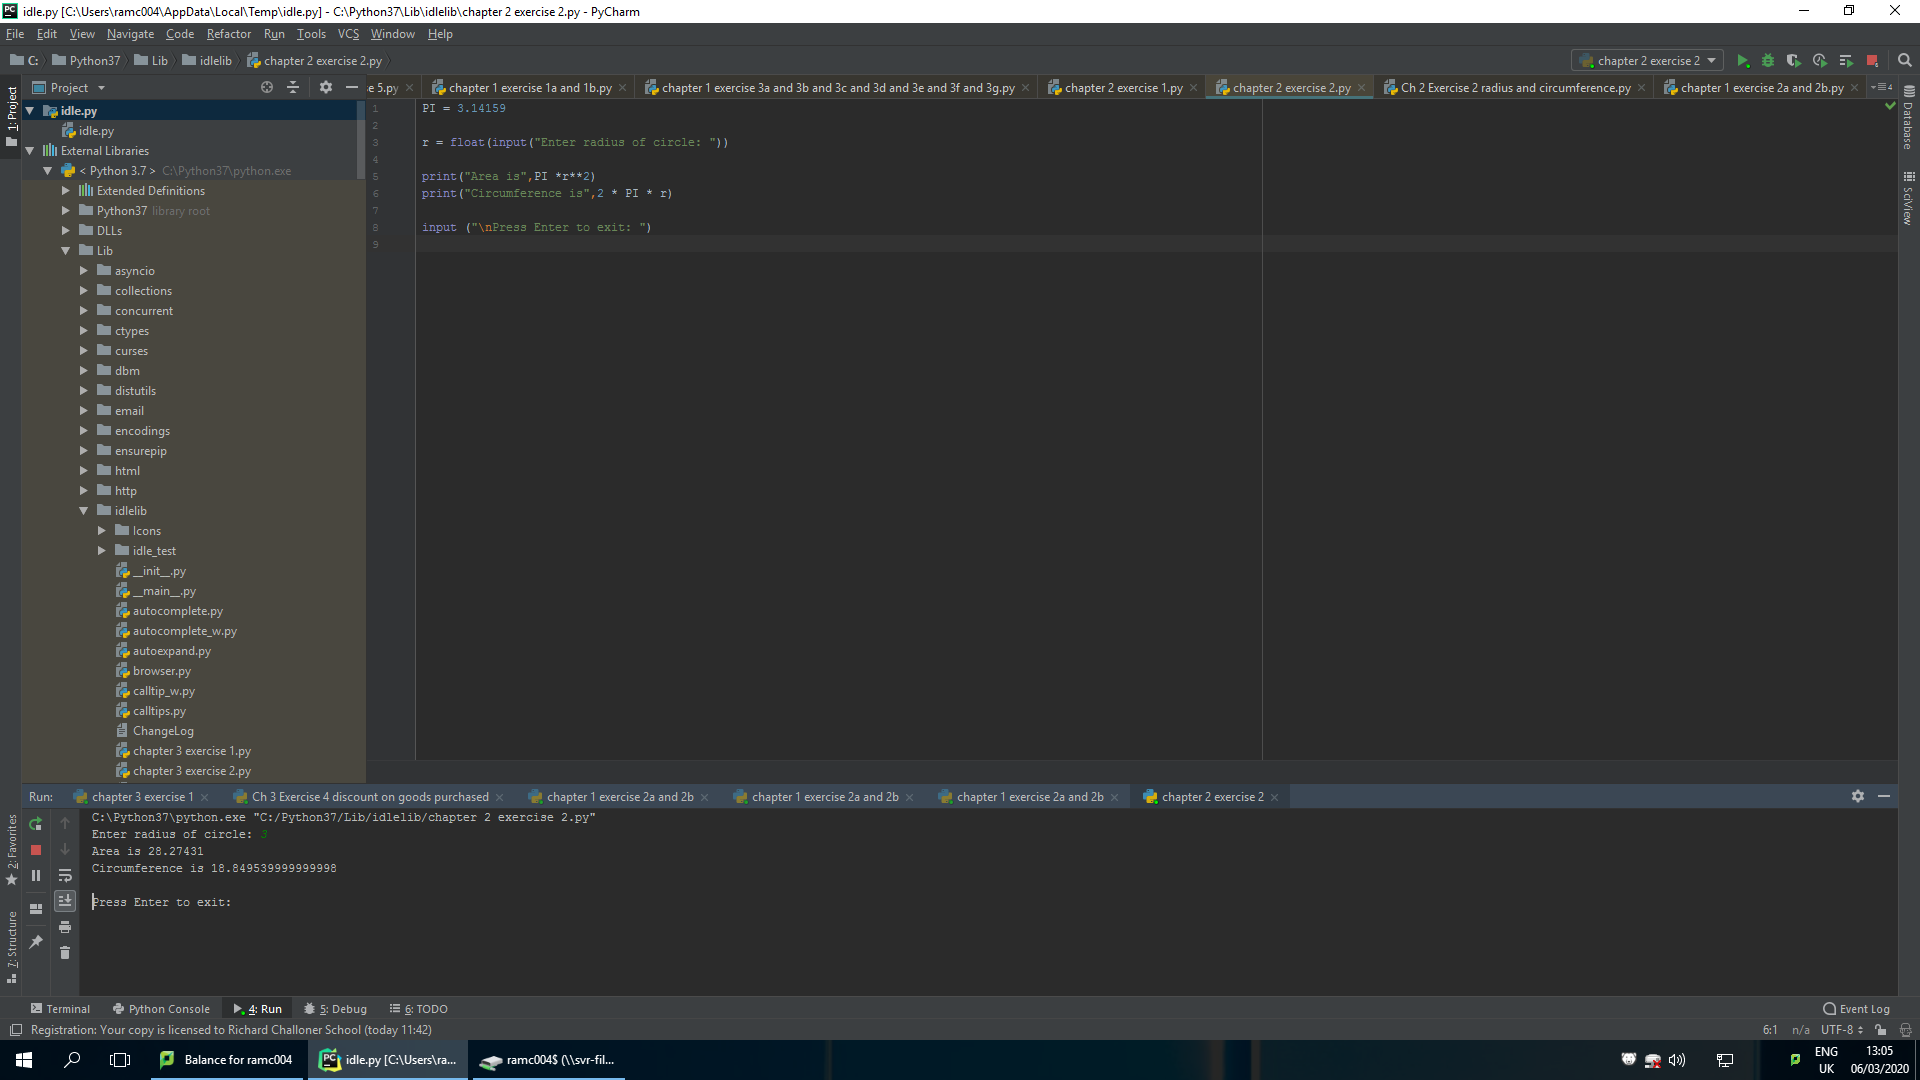 idle.py [C:\Users\ramc004\AppData\Local\Temp\idle.py] - C:\Python37\Lib\idlelib\chapter 2 exercise 2.py - PyCharm
File Edit View Navigate Code Refactor Run Tools VCS Window Help
C: Python37 Lib idlelib chapter 2 exercise 2.py chapter 2 exercise 2
Project se 5.py chapter 1 exercise 1a and 1b.py chapter 1 exercise 3a and 3b and 3c and 3d and 3e and 3f and 3g.py chapter 2 exercise 1.py chapter 2 exercise 2.py Ch 2 Exercise 2 radius and circumference.py chapter 1 exercise 2a and 2b.py 4
1: Project
Database
SciView
idle.py
idle.py
External Libraries
< Python 3.7 > C:\Python37\python.exe
Extended Definitions
Python37 library root
DLLs
Lib
asyncio
collections
concurrent
ctypes
curses
dbm
distutils
email
encodings
ensurepip
html
http
idlelib
Icons
idle_test
__init__.py
__main__.py
autocomplete.py
autocomplete_w.py
autoexpand.py
browser.py
calltip_w.py
calltips.py
ChangeLog
chapter 3 exercise 1.py
chapter 3 exercise 2.py
1 PI = 3.14159
2
3 r = float(input("Enter radius of circle: "))
4
5 print("Area is",PI *r**2)
6 print("Circumference is",2 * PI * r)
7
8 input ("\nPress Enter to exit: ")
9
Run: chapter 3 exercise 1 Ch 3 Exercise 4 discount on goods purchased chapter 1 exercise 2a and 2b chapter 1 exercise 2a and 2b chapter 1 exercise 2a and 2b chapter 2 exercise 2
C:\Python37\python.exe "C:/Python37/Lib/idlelib/chapter 2 exercise 2.py"
Enter radius of circle: 3
Area is 28.27431
Circumference is 18.849539999999998
Press Enter to exit:
2: Favorites
7: Structure
Terminal Python Console 4: Run 5: Debug 6: TODO Event Log
Registration: Your copy is licensed to Richard Challoner School (today 11:42) 6:1 n/a UTF-8
Balance for ramc004 idle.py [C:\Users\ra... ramc004$ (\\svr-fil... ENG 13:05
UK 06/03/2020